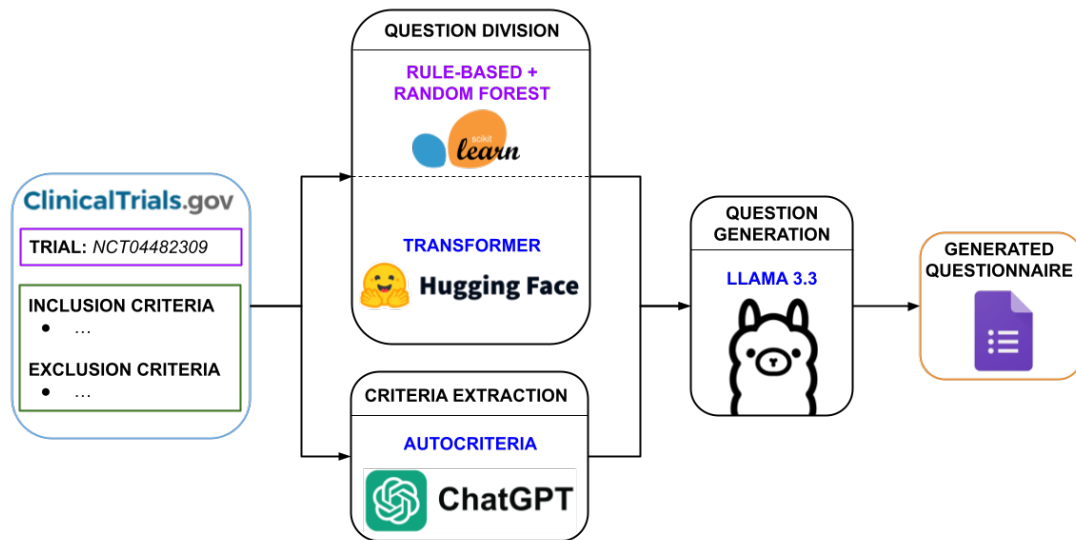 ClinicalTrials.gov
TRIAL: NCT04482309
INCLUSION CRITERIA
● ...
EXCLUSION CRITERIA
● ...
QUESTION DIVISION
RULE-BASED +
RANDOM FOREST
scikit
learn
TRANSFORMER
Hugging Face
CRITERIA EXTRACTION
AUTOCRITERIA
ChatGPT
QUESTION
GENERATION
LLAMA 3.3
GENERATED
QUESTIONNAIRE